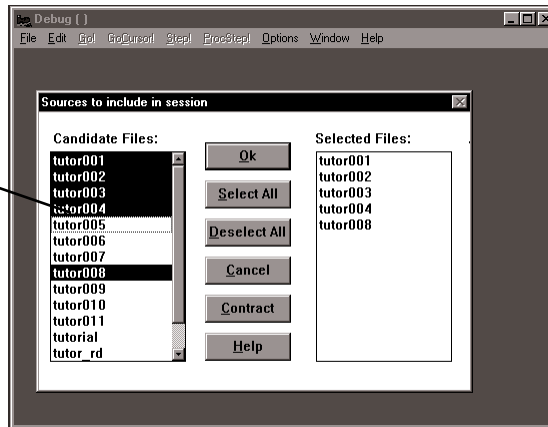 Debug ( )
File Edit Go! GoCursor! Step! ProcStep! Options Window Help
Sources to include in session
Candidate Files:
tutor001
tutor002
tutor003
tutor004
tutor005
tutor006
tutor007
tutor008
tutor009
tutor010
tutor011
tutorial
tutor_rd
Ok
Select All
Deselect All
Cancel
Contract
Help
Selected Files:
tutor001
tutor002
tutor003
tutor004
tutor008